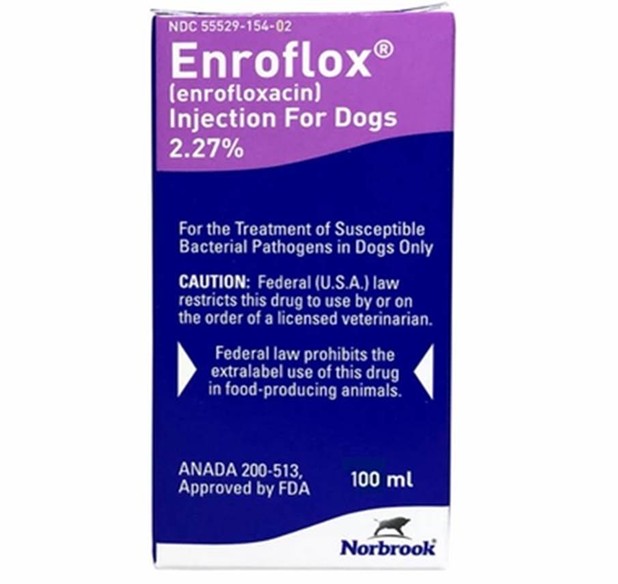 NDC 55529-154-02
Enroflox®
(enrofloxacin)
Injection For Dogs
2.27%
For the Treatment of Susceptible
Bacterial Pathogens in Dogs Only
CAUTION: Federal (U.S.A.) law
restricts this drug to use by or on
the order of a licensed veterinarian.
Federal law prohibits the
extralabel use of this drug
in food-producing animals.
ANADA 200-513,
Approved by FDA
100 ml
Norbrook®